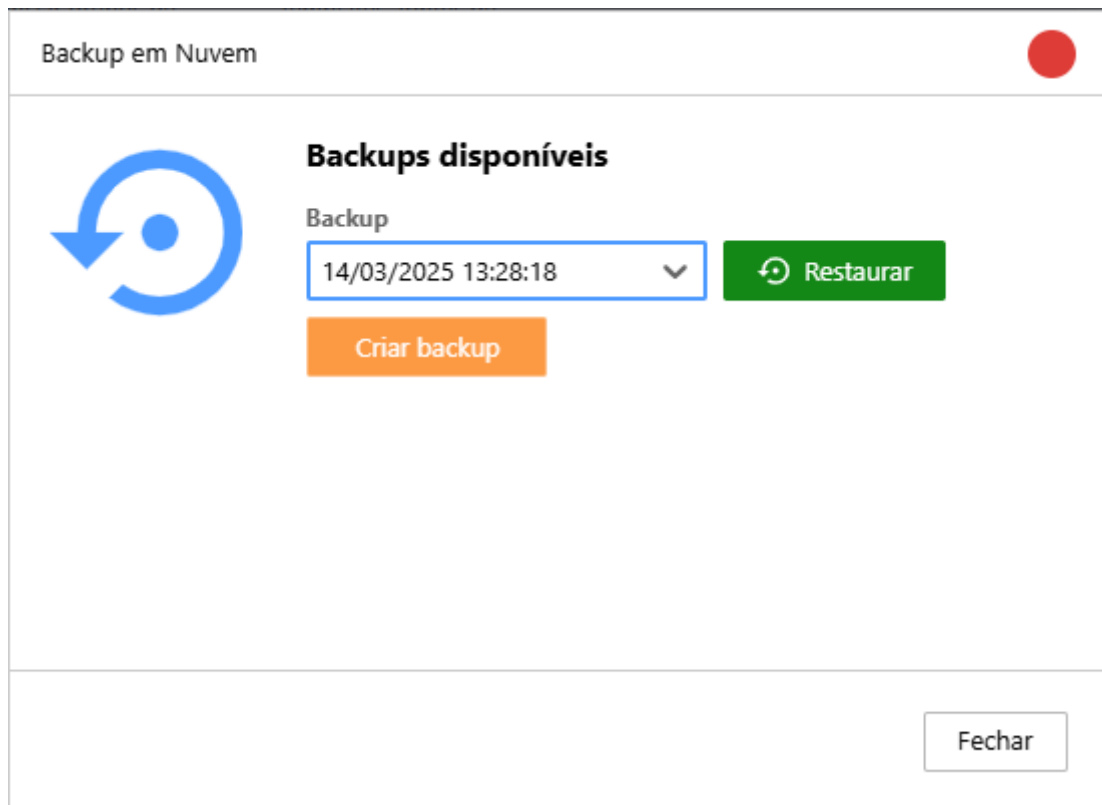 Backup em Nuvem
Backups disponíveis
Backup
14/03/2025 13:28:18
Restaurar
Criar backup
Fechar